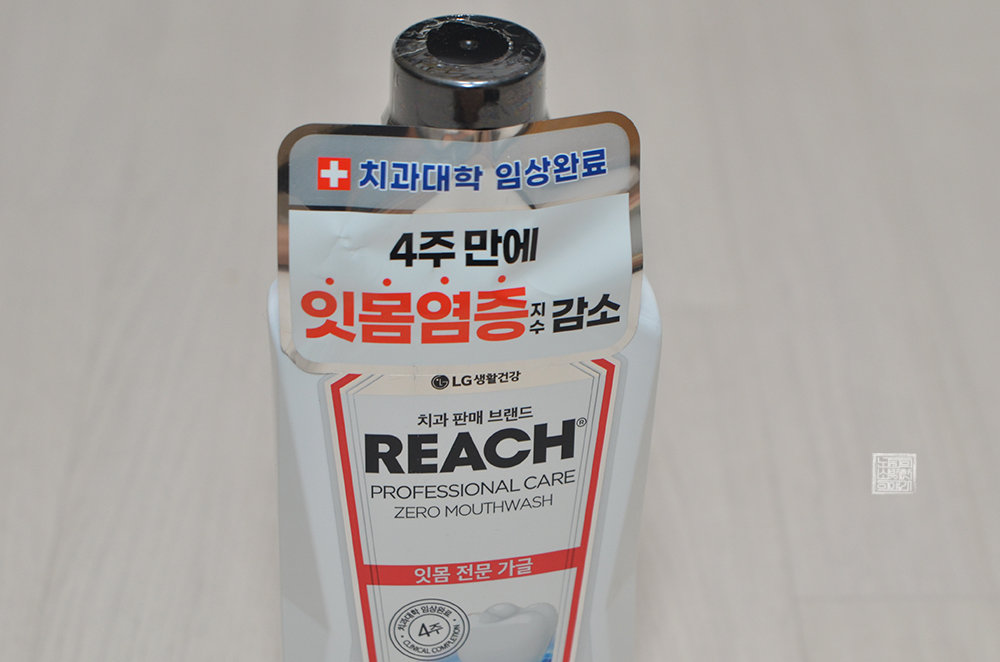 치과대학 임상완료
4주 만에
잇몸염증지수 감소
LG생활건강
치과 판매 브랜드
REACH®
PROFESSIONAL CARE
ZERO MOUTHWASH
잇몸 전문 가글
치과대학 임상완료
4주
CLINICAL COMPLETION